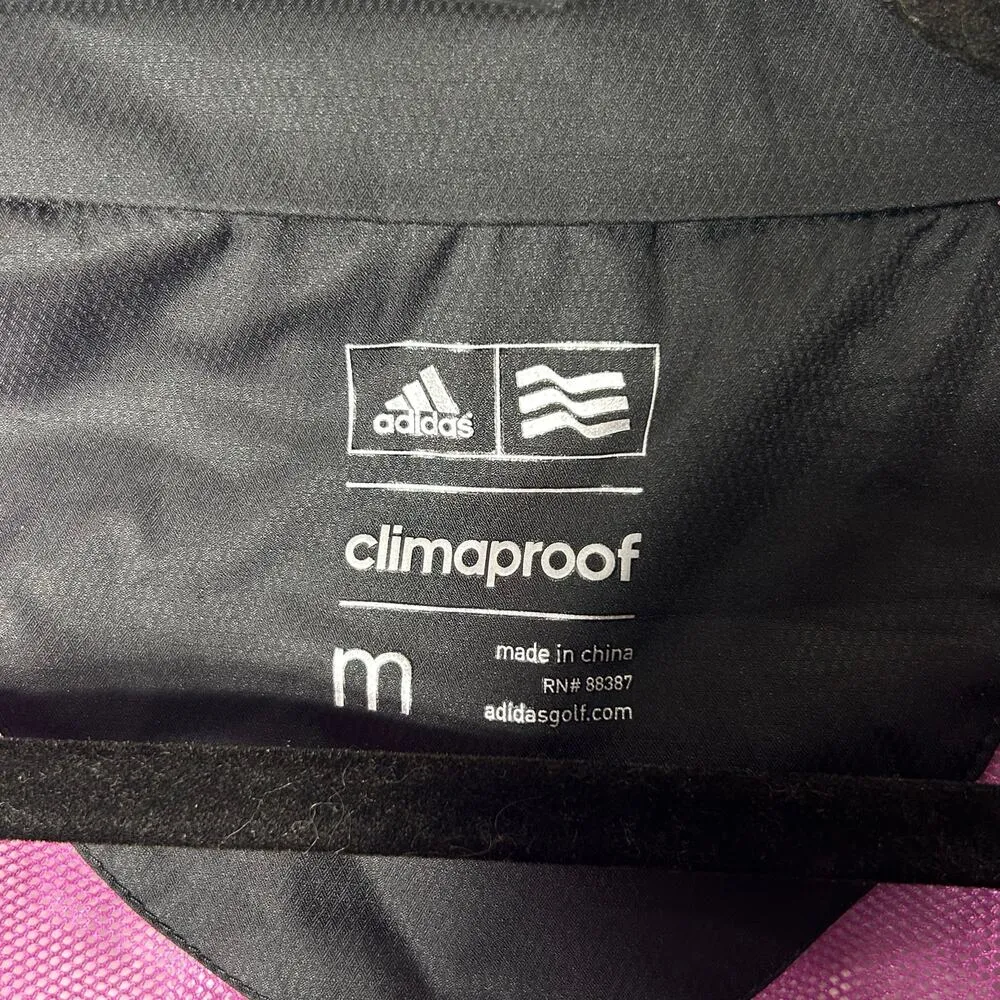 adidas
climaproof
m
made in china
RN# 88387
adidasgolf.com